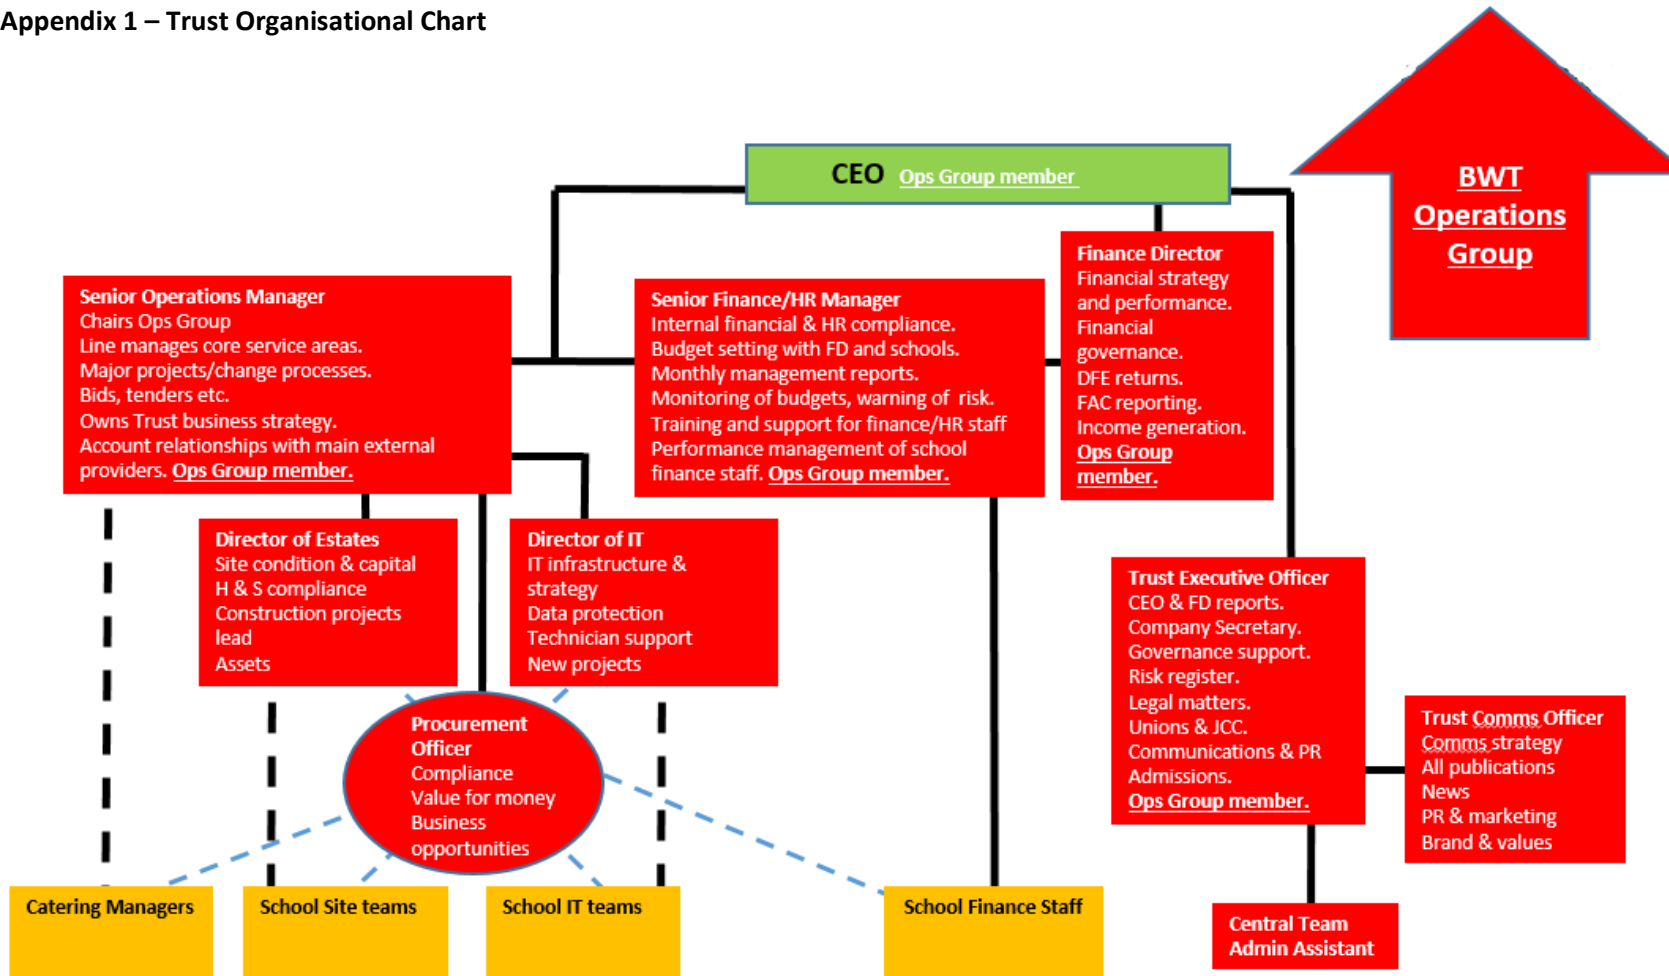 Appendix 1 – Trust Organisational Chart
BWT
Operations
Group
CEO Ops Group member
Senior Operations Manager
Chairs Ops Group
Line manages core service areas.
Major projects/change processes.
Bids, tenders etc.
Owns Trust business strategy.
Account relationships with main external
providers. Ops Group member.
Senior Finance/HR Manager
Internal financial & HR compliance.
Budget setting with FD and schools.
Monthly management reports.
Monitoring of budgets, warning of risk.
Training and support for finance/HR staff
Performance management of school
finance staff. Ops Group member.
Finance Director
Financial strategy
and performance.
Financial
governance.
DFE returns.
FAC reporting.
Income generation.
Ops Group
member.
Director of Estates
Site condition & capital
H & S compliance
Construction projects
lead
Assets
Director of IT
IT infrastructure &
strategy
Data protection
Technician support
New projects
Trust Executive Officer
CEO & FD reports.
Company Secretary.
Governance support.
Risk register.
Legal matters.
Unions & JCC.
Communications & PR
Admissions.
Ops Group member.
Procurement
Officer
Compliance
Value for money
Business
opportunities
Trust Comms Officer
Comms strategy
All publications
News
PR & marketing
Brand & values
Catering Managers
School Site teams
School IT teams
School Finance Staff
Central Team
Admin Assistant